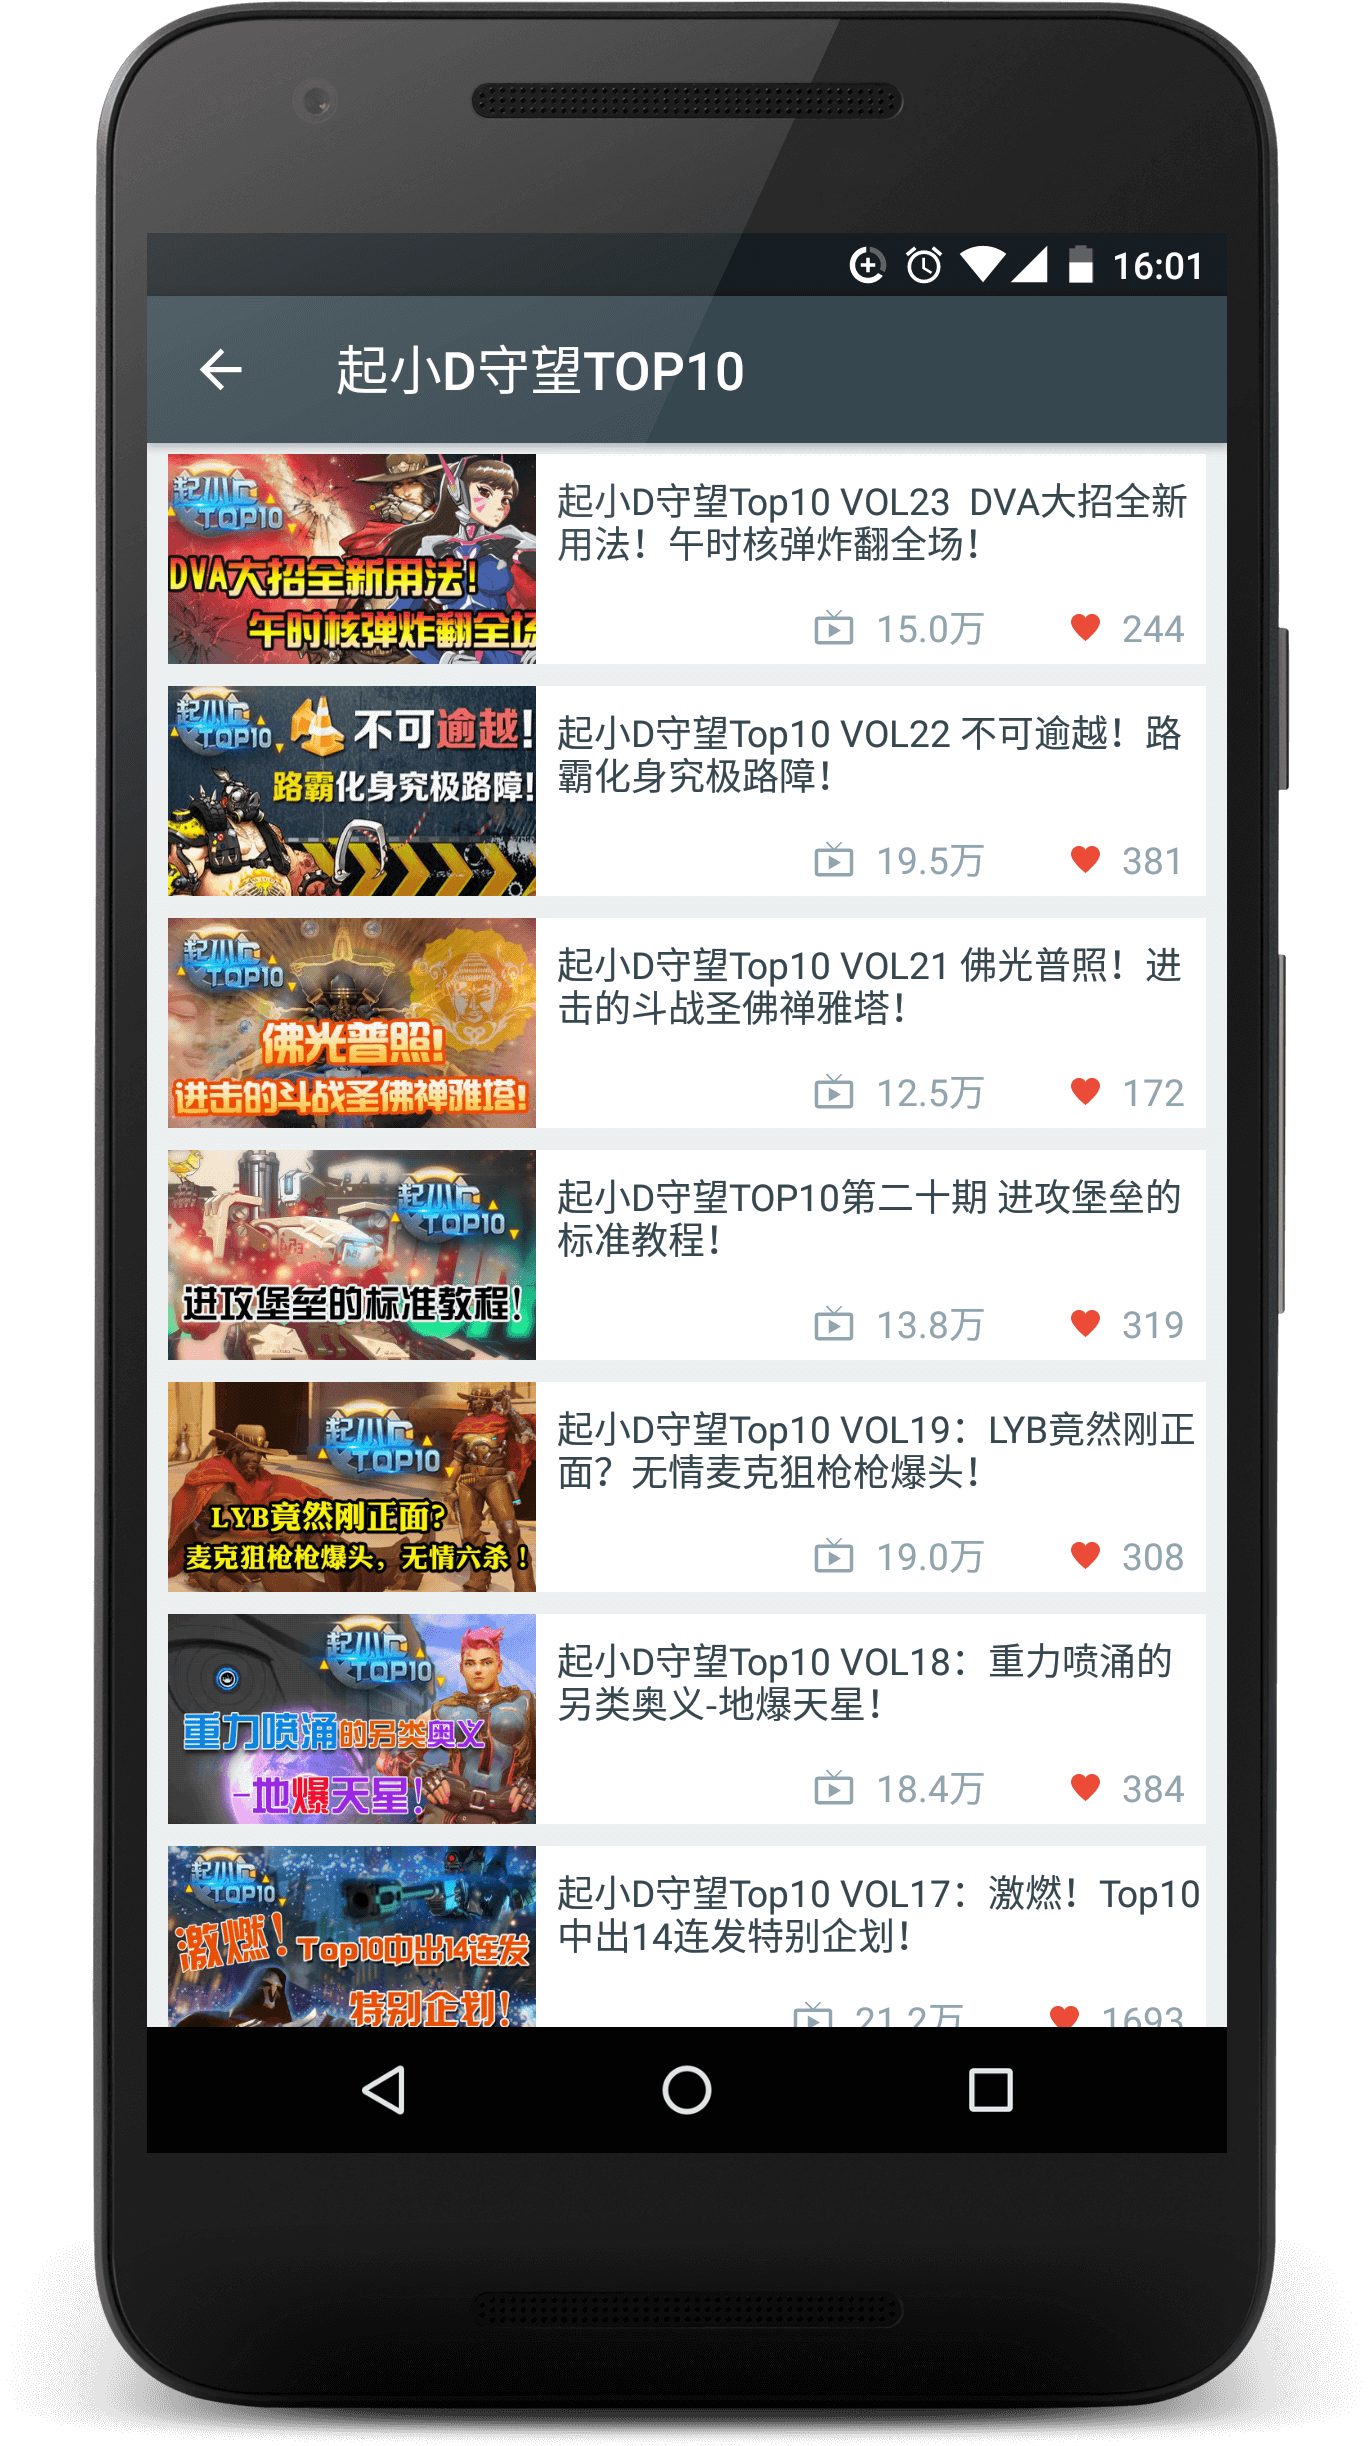 16:01
起小D守望TOP10
起小D
TOP10
DVA大招全新用法！
午时核弹炸翻全场
起小D守望Top10 VOL23 DVA大招全新
用法！午时核弹炸翻全场！
15.0万 244
起小D
TOP10
不可逾越！
路霸化身究极路障！
起小D守望Top10 VOL22 不可逾越！路
霸化身究极路障！
19.5万 381
起小D
TOP10
佛光普照！
进击的斗战圣佛禅雅塔！
起小D守望Top10 VOL21 佛光普照！进
击的斗战圣佛禅雅塔！
12.5万 172
BAS
起小D
TOP10
进攻堡垒的标准教程！
起小D守望TOP10第二十期 进攻堡垒的
标准教程！
13.8万 319
起小D
TOP10
LYB竟然刚正面？
麦克狙枪枪爆头，无情六杀！
起小D守望Top10 VOL19：LYB竟然刚正
面？无情麦克狙枪枪爆头！
19.0万 308
起小D
TOP10
重力喷涌的另类奥义
-地爆天星！
起小D守望Top10 VOL18：重力喷涌的
另类奥义-地爆天星！
18.4万 384
起小D
TOP10
激燃！Top10中出14连发
特别企划！
起小D守望Top10 VOL17：激燃！Top10
中出14连发特别企划！
21.2万 1693